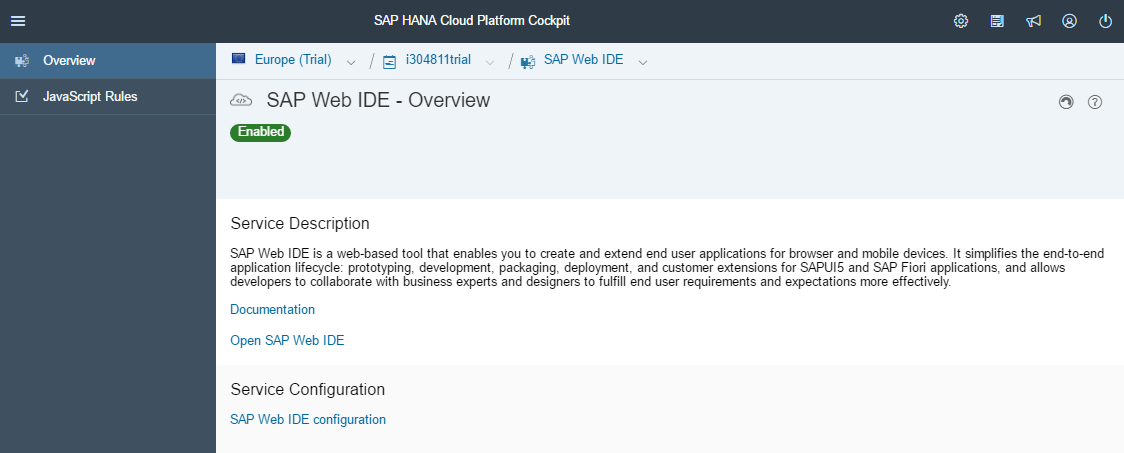 SAP HANA Cloud Platform Cockpit
Overview
JavaScript Rules
Europe (Trial) / i304811trial / SAP Web IDE
SAP Web IDE - Overview
Enabled
Service Description
SAP Web IDE is a web-based tool that enables you to create and extend end user applications for browser and mobile devices. It simplifies the end-to-end
application lifecycle: prototyping, development, packaging, deployment, and customer extensions for SAPUI5 and SAP Fiori applications, and allows
developers to collaborate with business experts and designers to fulfill end user requirements and expectations more effectively.
Documentation
Open SAP Web IDE
Service Configuration
SAP Web IDE configuration